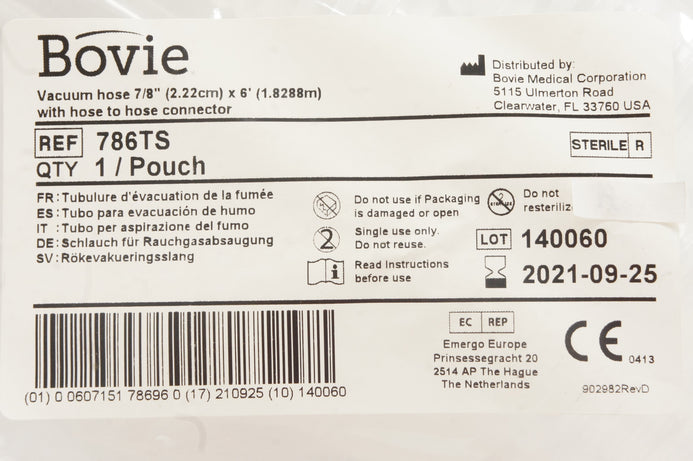 Bovie
Vacuum hose 7/8" (2.22cm) x 6' (1.8288m)
with hose to hose connector
Distributed by:
Bovie Medical Corporation
5115 Ulmerton Road
Clearwater, FL 33760 USA
REF 786TS
QTY 1 / Pouch
STERILE R
FR: Tubulure d'évacuation de la fumée
ES: Tubo para evacuación de humo
IT : Tubo per aspirazione del fumo
DE: Schlauch für Rauchgasabsaugung
SV: Rökevakueringsslang
Do not use if Packaging
is damaged or open
2 Single use only.
Do not reuse.
i Read Instructions
before use
Do not
resteriliz
LOT 140060
2021-09-25
(01) 0 0607151 78696 0 (17) 210925 (10) 140060
EC REP
Emergo Europe
Prinsessegracht 20
2514 AP The Hague
The Netherlands
CE 0413
902982RevD